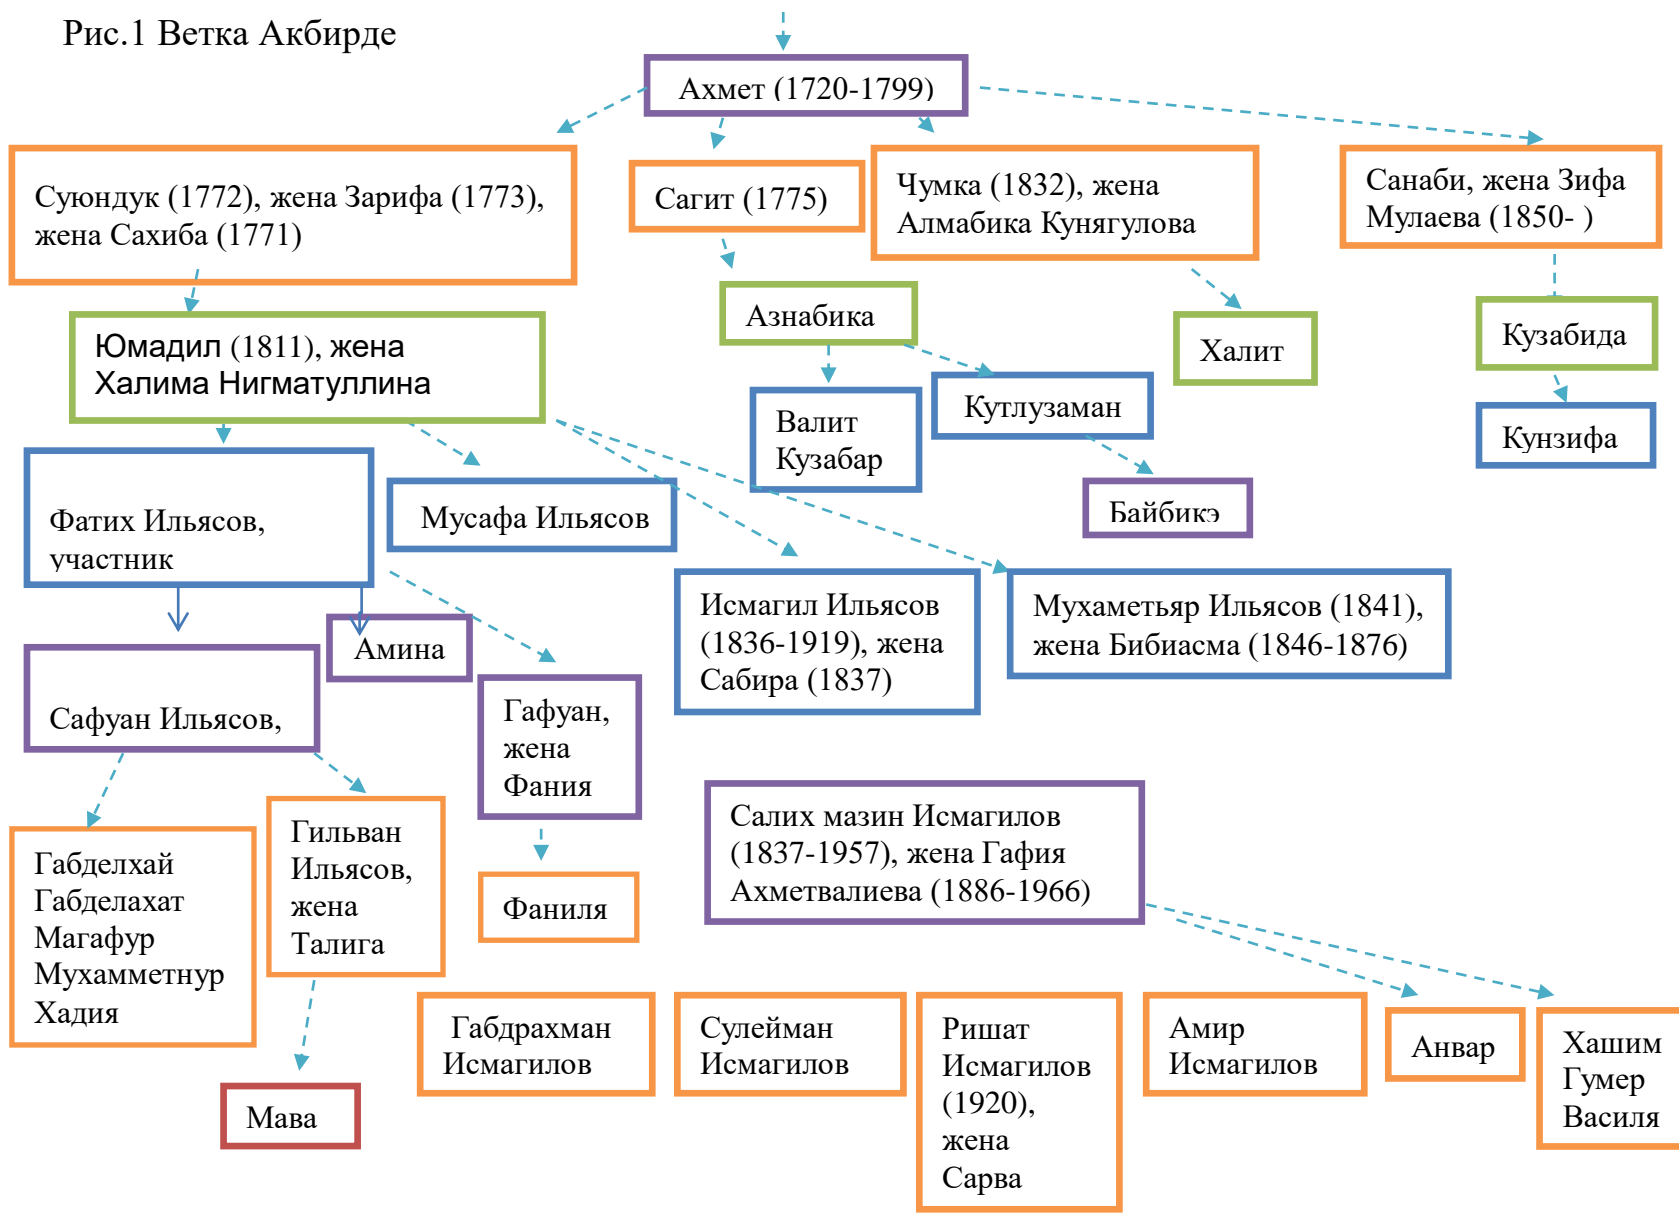 Рис.1 Ветка Акбирде
Ахмет (1720-1799)
Суюндук (1772), жена Зарифа (1773),
жена Сахиба (1771)
Сагит (1775)
Чумка (1832), жена
Алмабика Кунягулова
Санаби, жена Зифа
Мулаева (1850- )
Юмадил (1811), жена
Халима Нигматуллина
Азнабика
Халит
Кузабида
Валит
Кузабар
Кутлузаман
Кунзифа
Байбикэ
Фатих Ильясов,
участник
Мусафа Ильясов
Исмагил Ильясов
(1836-1919), жена
Сабира (1837)
Мухаметьяр Ильясов (1841),
жена Бибиасма (1846-1876)
Сафуан Ильясов,
Амина
Гафуан,
жена
Фания
Салих мазин Исмагилов
(1837-1957), жена Гафия
Ахметвалиева (1886-1966)
Габделхай
Габделахат
Магафур
Мухамметнур
Хадия
Гильван
Ильясов,
жена
Талига
Фаниля
Мава
Габдрахман
Исмагилов
Сулейман
Исмагилов
Ришат
Исмагилов
(1920),
жена
Сарва
Амир
Исмагилов
Анвар
Хашим
Гумер
Василя